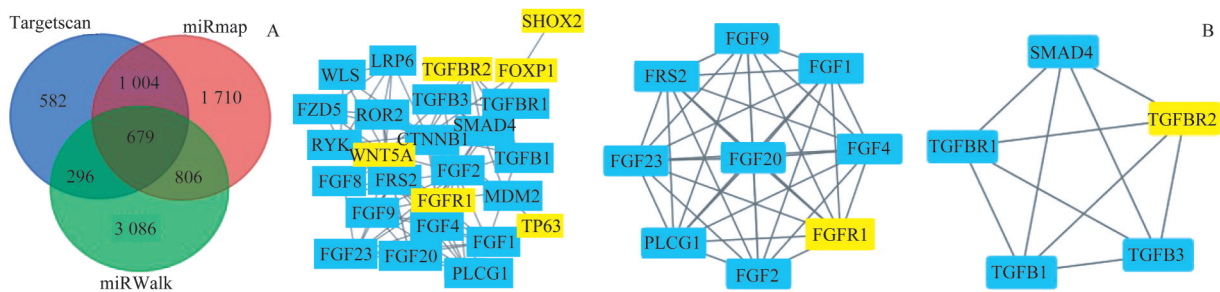 Targetscan
miRmap
A
582
1 004
1 710
679
296
806
3 086
miRWalk
SHOX2
LRP6
TGFBR2
FOXP1
WLS
TGFB3
TGFBR1
FZD5
ROR2
SMAD4
CTNNB1
RYK
WNT5A
TGFB1
FGF2
FGF8
FRS2
MDM2
FGFR1
FGF9
TP63
FGF4
FGF1
FGF23
FGF20
PLCG1
FGF9
FRS2
FGF1
FGF23
FGF20
FGF4
PLCG1
FGFR1
FGF2
B
SMAD4
TGFBR2
TGFBR1
TGFB3
TGFB1